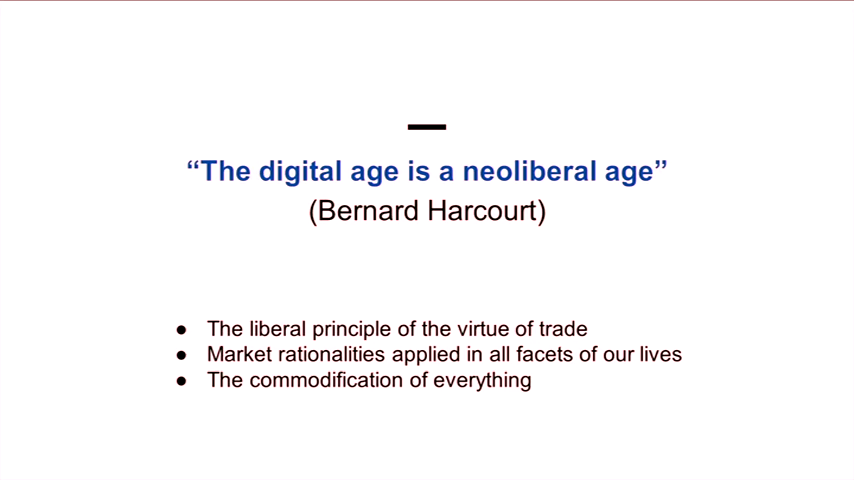 “The digital age is a neoliberal age”
(Bernard Harcourt)
● The liberal principle of the virtue of trade
● Market rationalities applied in all facets of our lives
● The commodification of everything